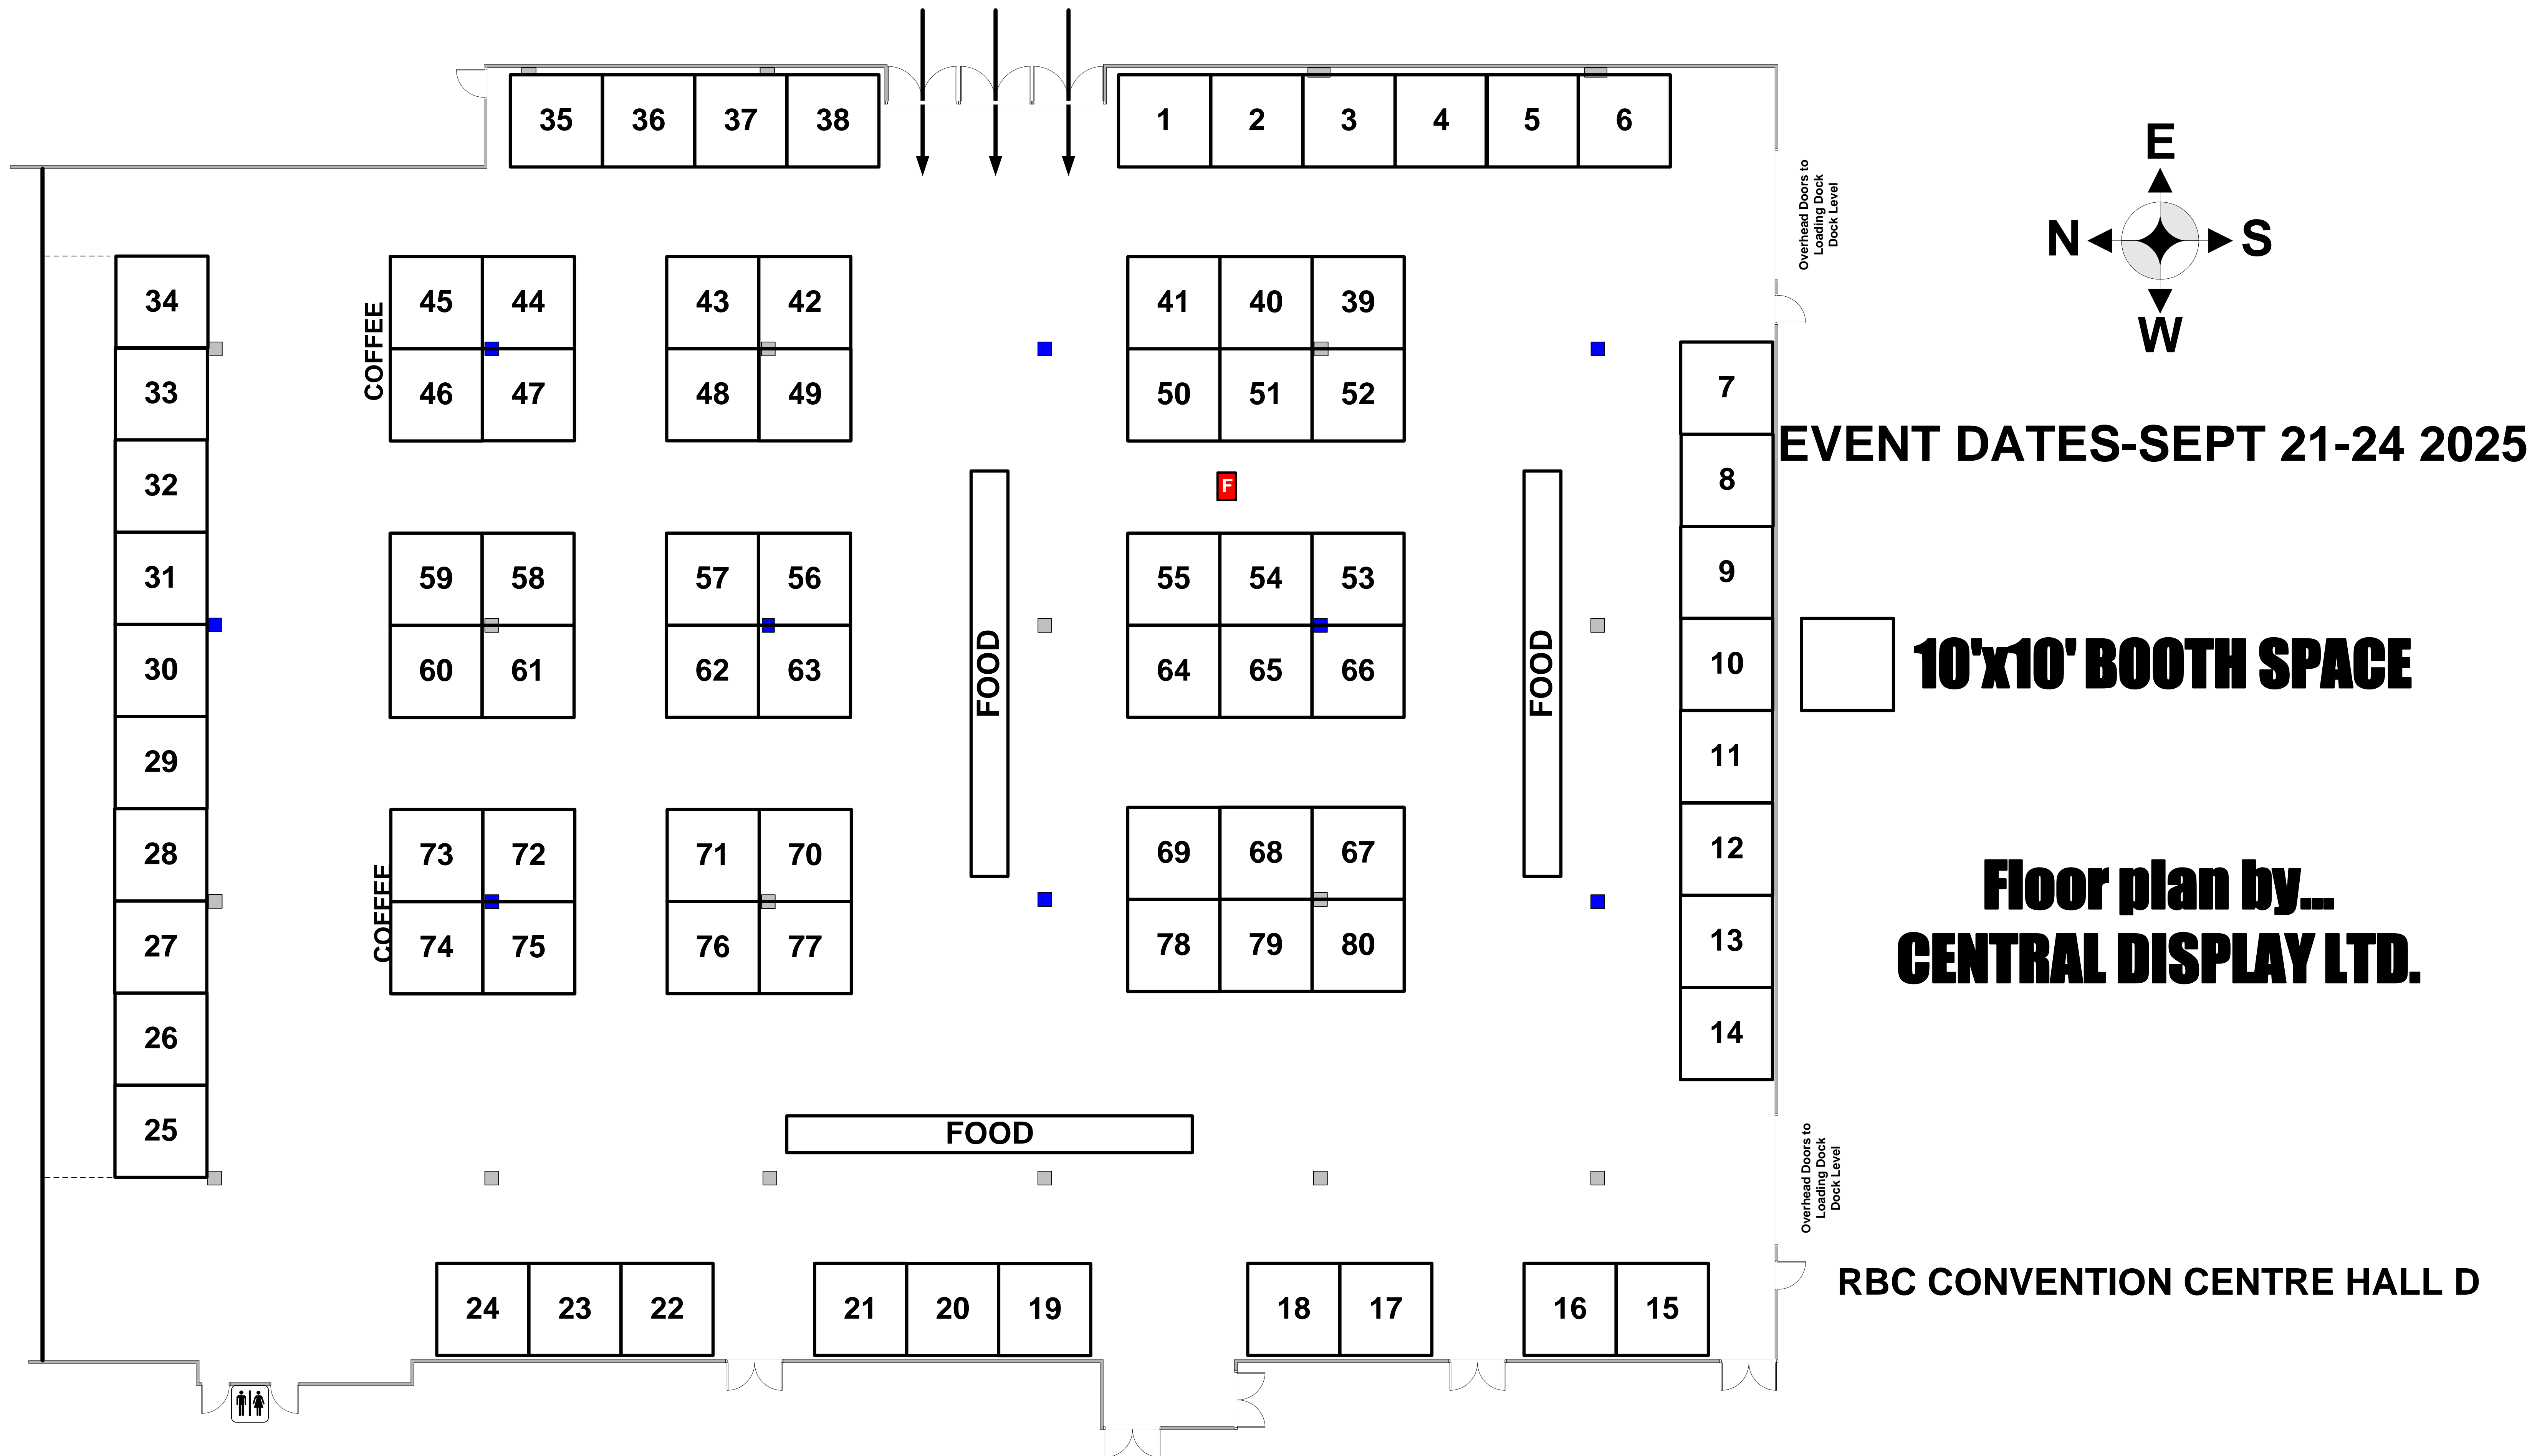 35 36 37 38 1 2 3 4 5 6
E
N S
W
Overhead Doors to
Loading Dock
Dock Level
34 45 44 43 42 41 40 39
COFFEE
33 46 47 48 49 50 51 52 7
EVENT DATES-SEPT 21-24 2025
32 F 8
31 59 58 57 56 55 54 53 9
FOOD
FOOD
30 60 61 62 63 64 65 66 10
10'x10' BOOTH SPACE
29 11
28 73 72 71 70 69 68 67 12
COFFEE
Floor plan by...
CENTRAL DISPLAY LTD.
27 74 75 76 77 78 79 80 13
26 14
25
FOOD
Overhead Doors to
Loading Dock
Dock Level
RBC CONVENTION CENTRE HALL D
24 23 22 21 20 19 18 17 16 15